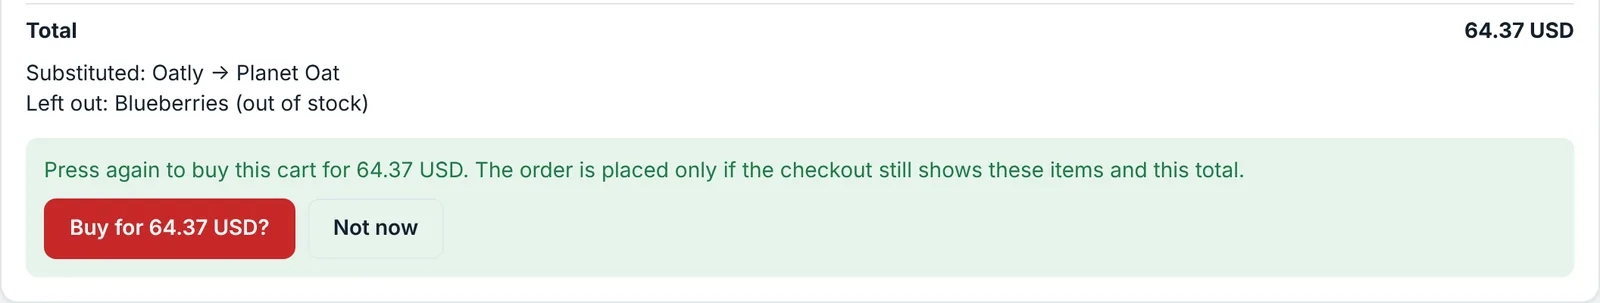 Total 64.37 USD
Substituted: Oatly → Planet Oat
Left out: Blueberries (out of stock)
Press again to buy this cart for 64.37 USD. The order is placed only if the checkout still shows these items and this total.
Buy for 64.37 USD? Not now